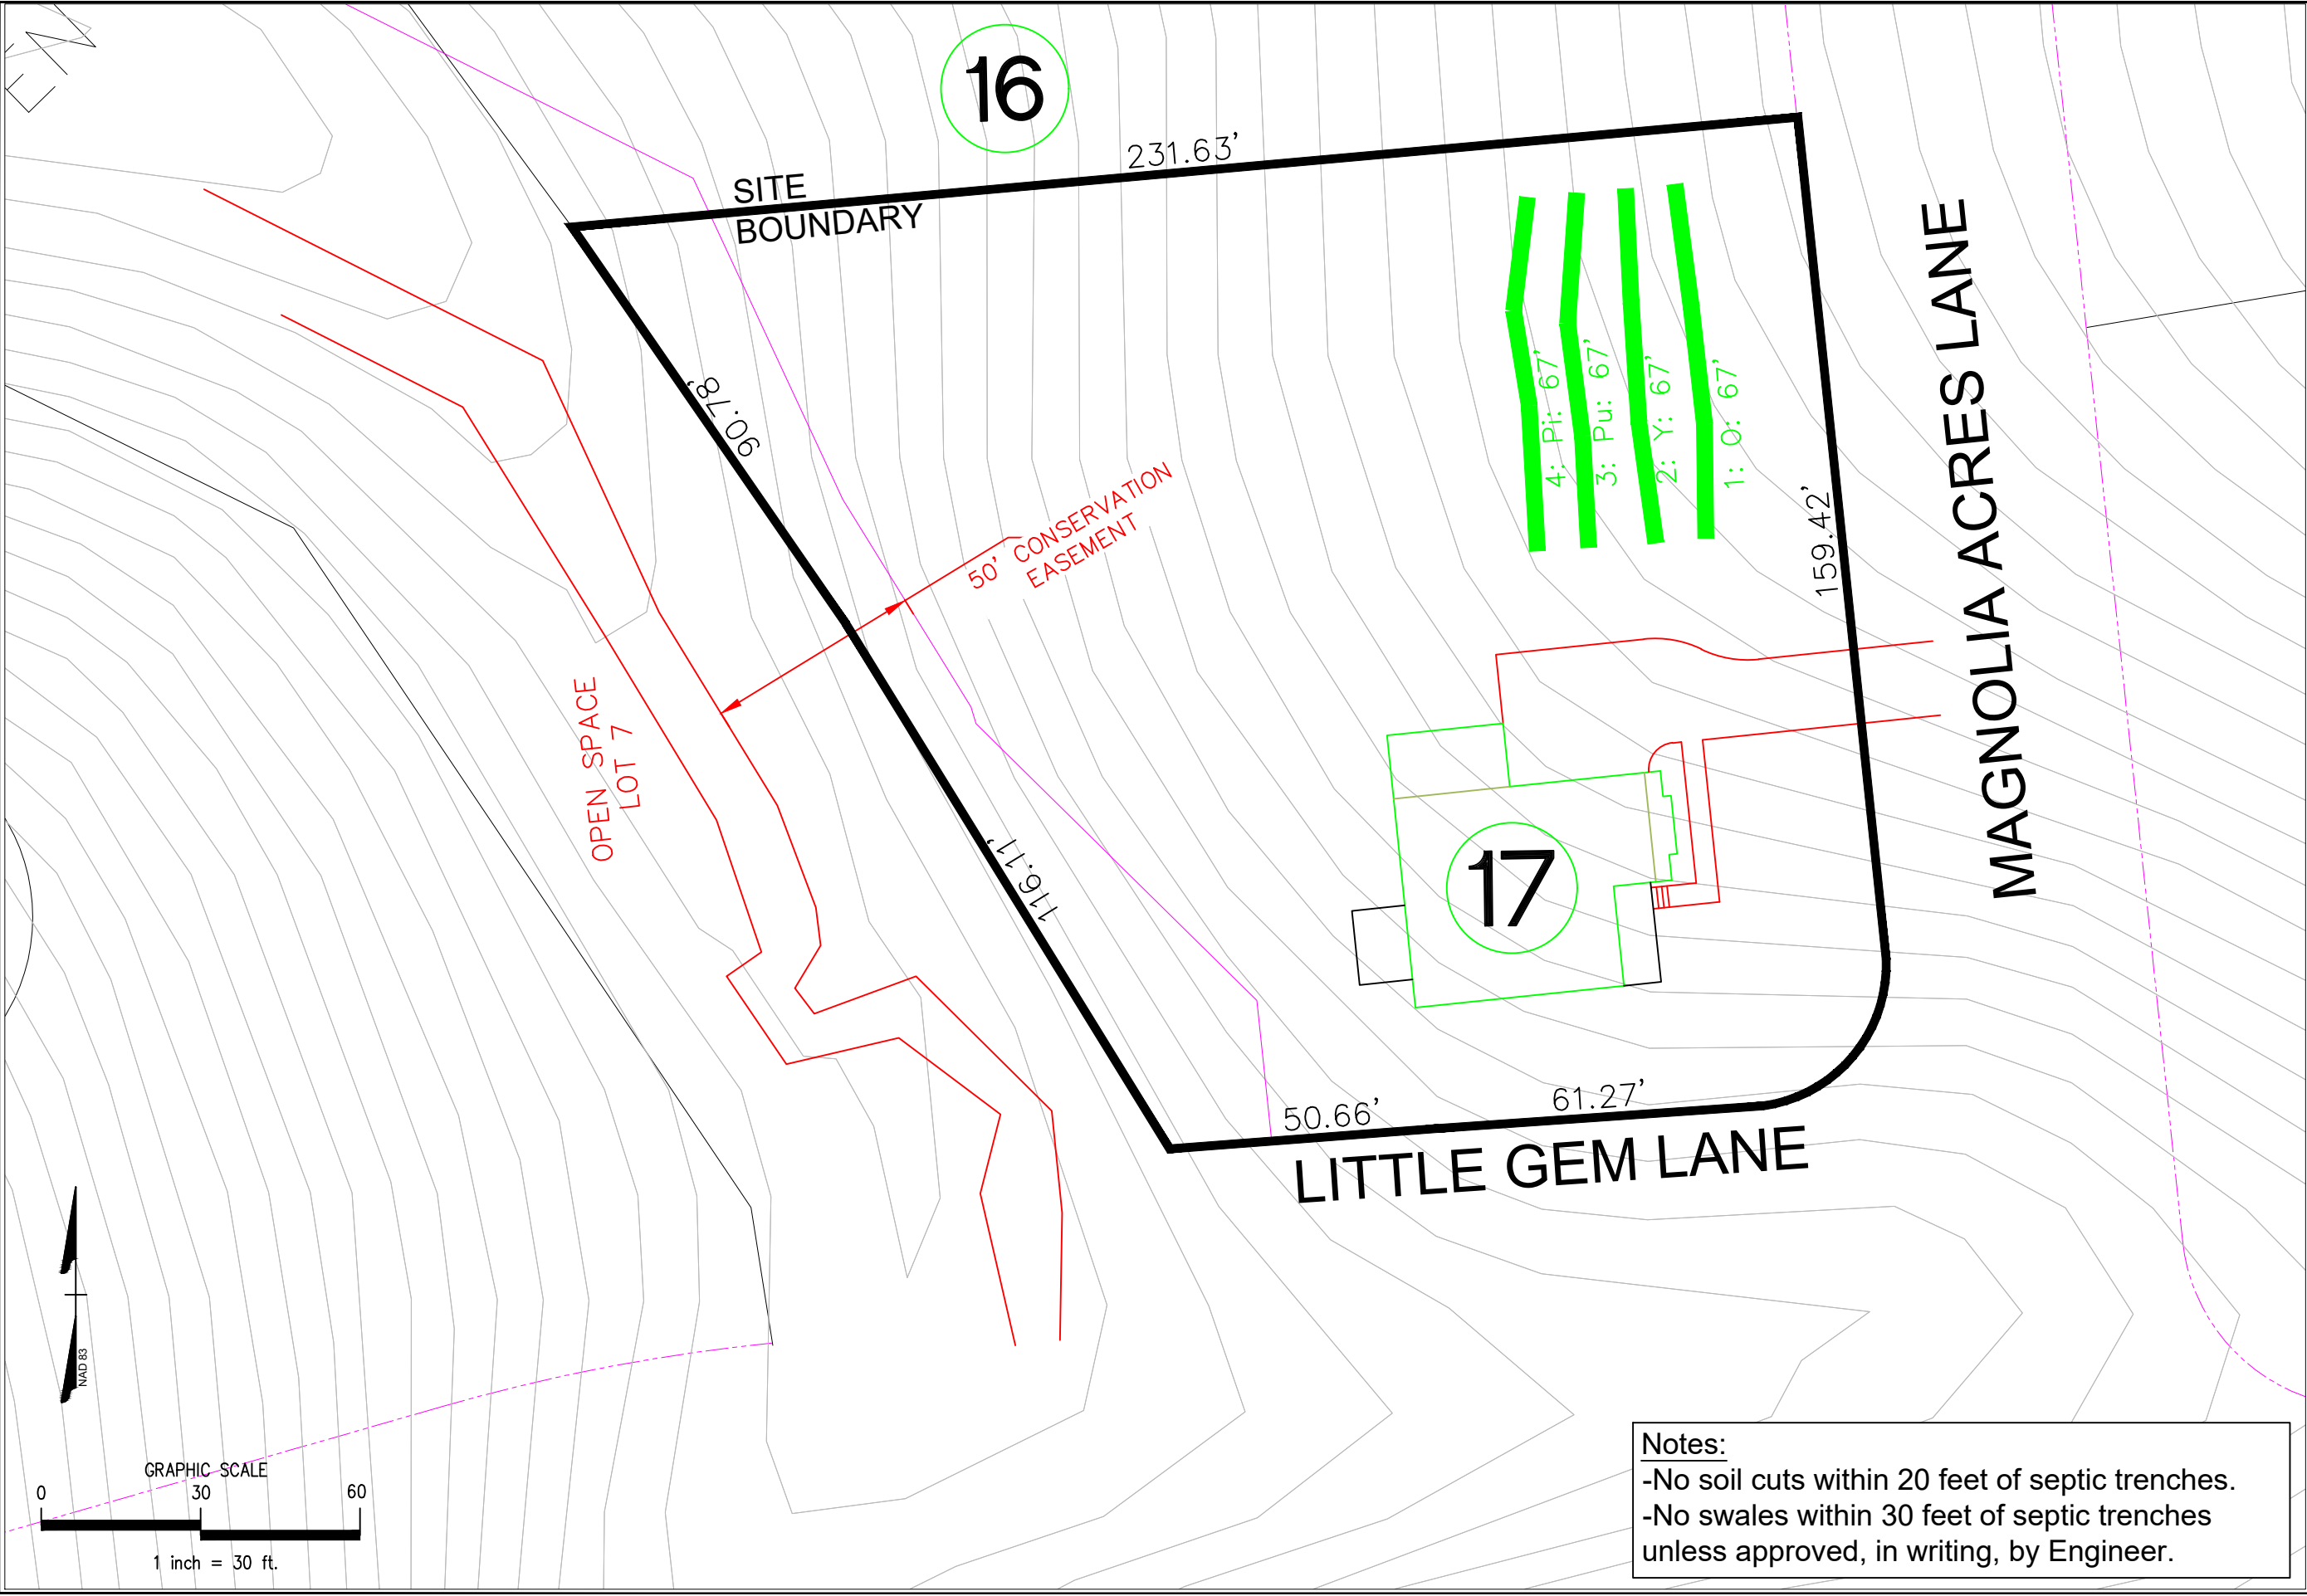 16
231.63'
SITE
BOUNDARY
90.78'
4: Pi: 67'
3: Pu: 67'
2: Y: 67'
1: O: 67'
MAGNOLIA ACRES LANE
159.42'
50' CONSERVATION
EASEMENT
OPEN SPACE
LOT 7
116.11'
17
50.66'
61.27'
LITTLE GEM LANE
NAD 83
GRAPHIC SCALE
0 30 60
1 inch = 30 ft.
Notes:
-No soil cuts within 20 feet of septic trenches.
-No swales within 30 feet of septic trenches
unless approved, in writing, by Engineer.